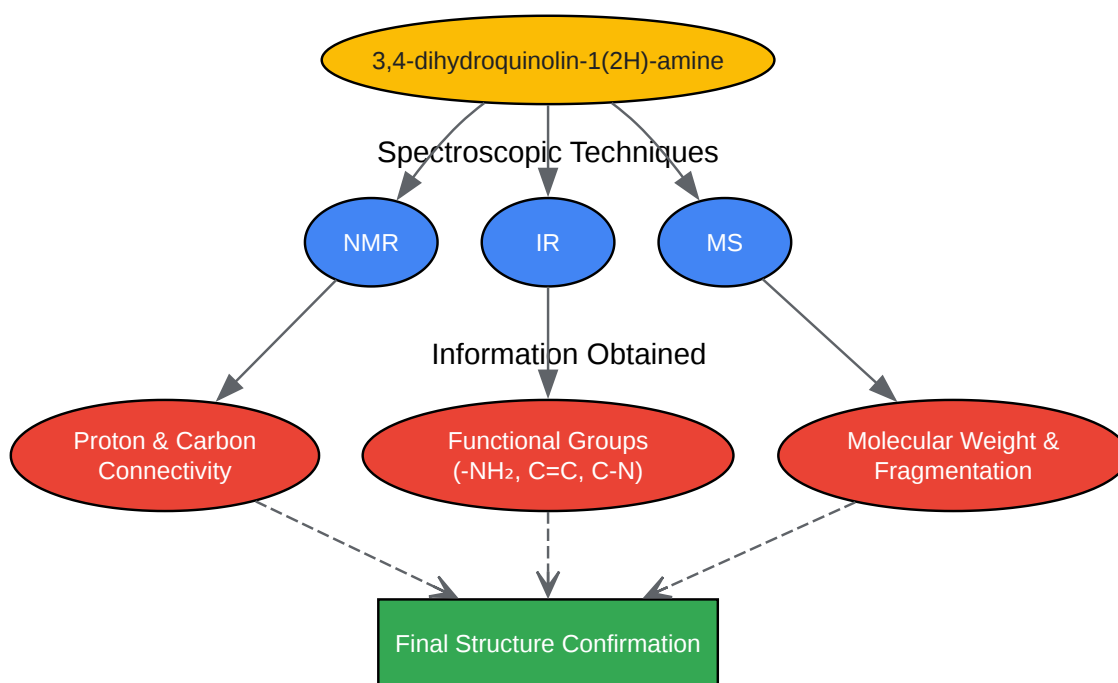 3,4-dihydroquinolin-1(2H)-amine
Spectroscopic Techniques
NMR
IR
MS
Information Obtained
Proton & Carbon
Connectivity
Functional Groups
(-NH₂, C=C, C-N)
Molecular Weight &
Fragmentation
Final Structure Confirmation